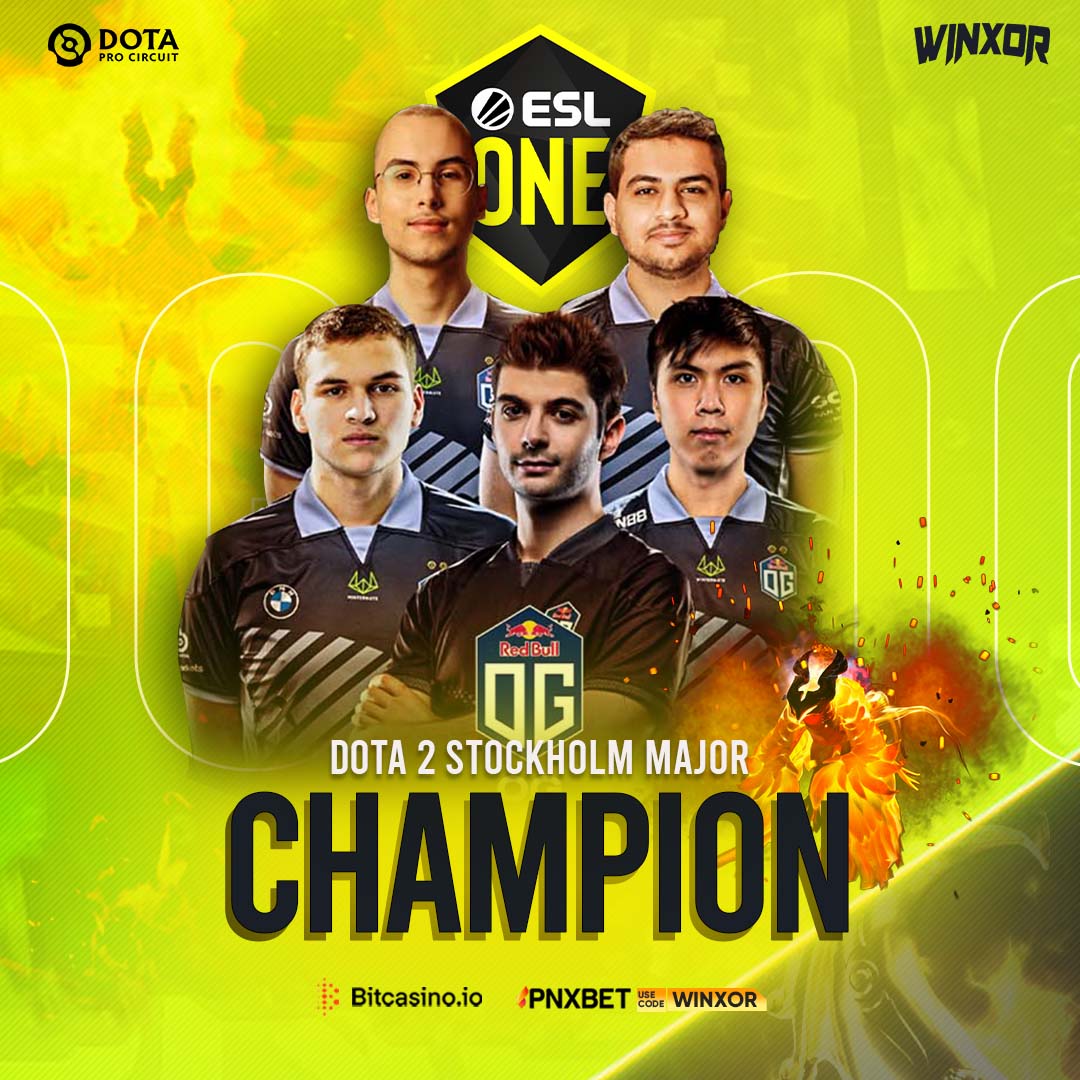 DOTA
PRO CIRCUIT
WINXOR
ESL
ONE
OG
Red Bull
OG
DOTA 2 STOCKHOLM MAJOR
CHAMPION
Bitcasino.io
PNXBET USE CODE WINXOR